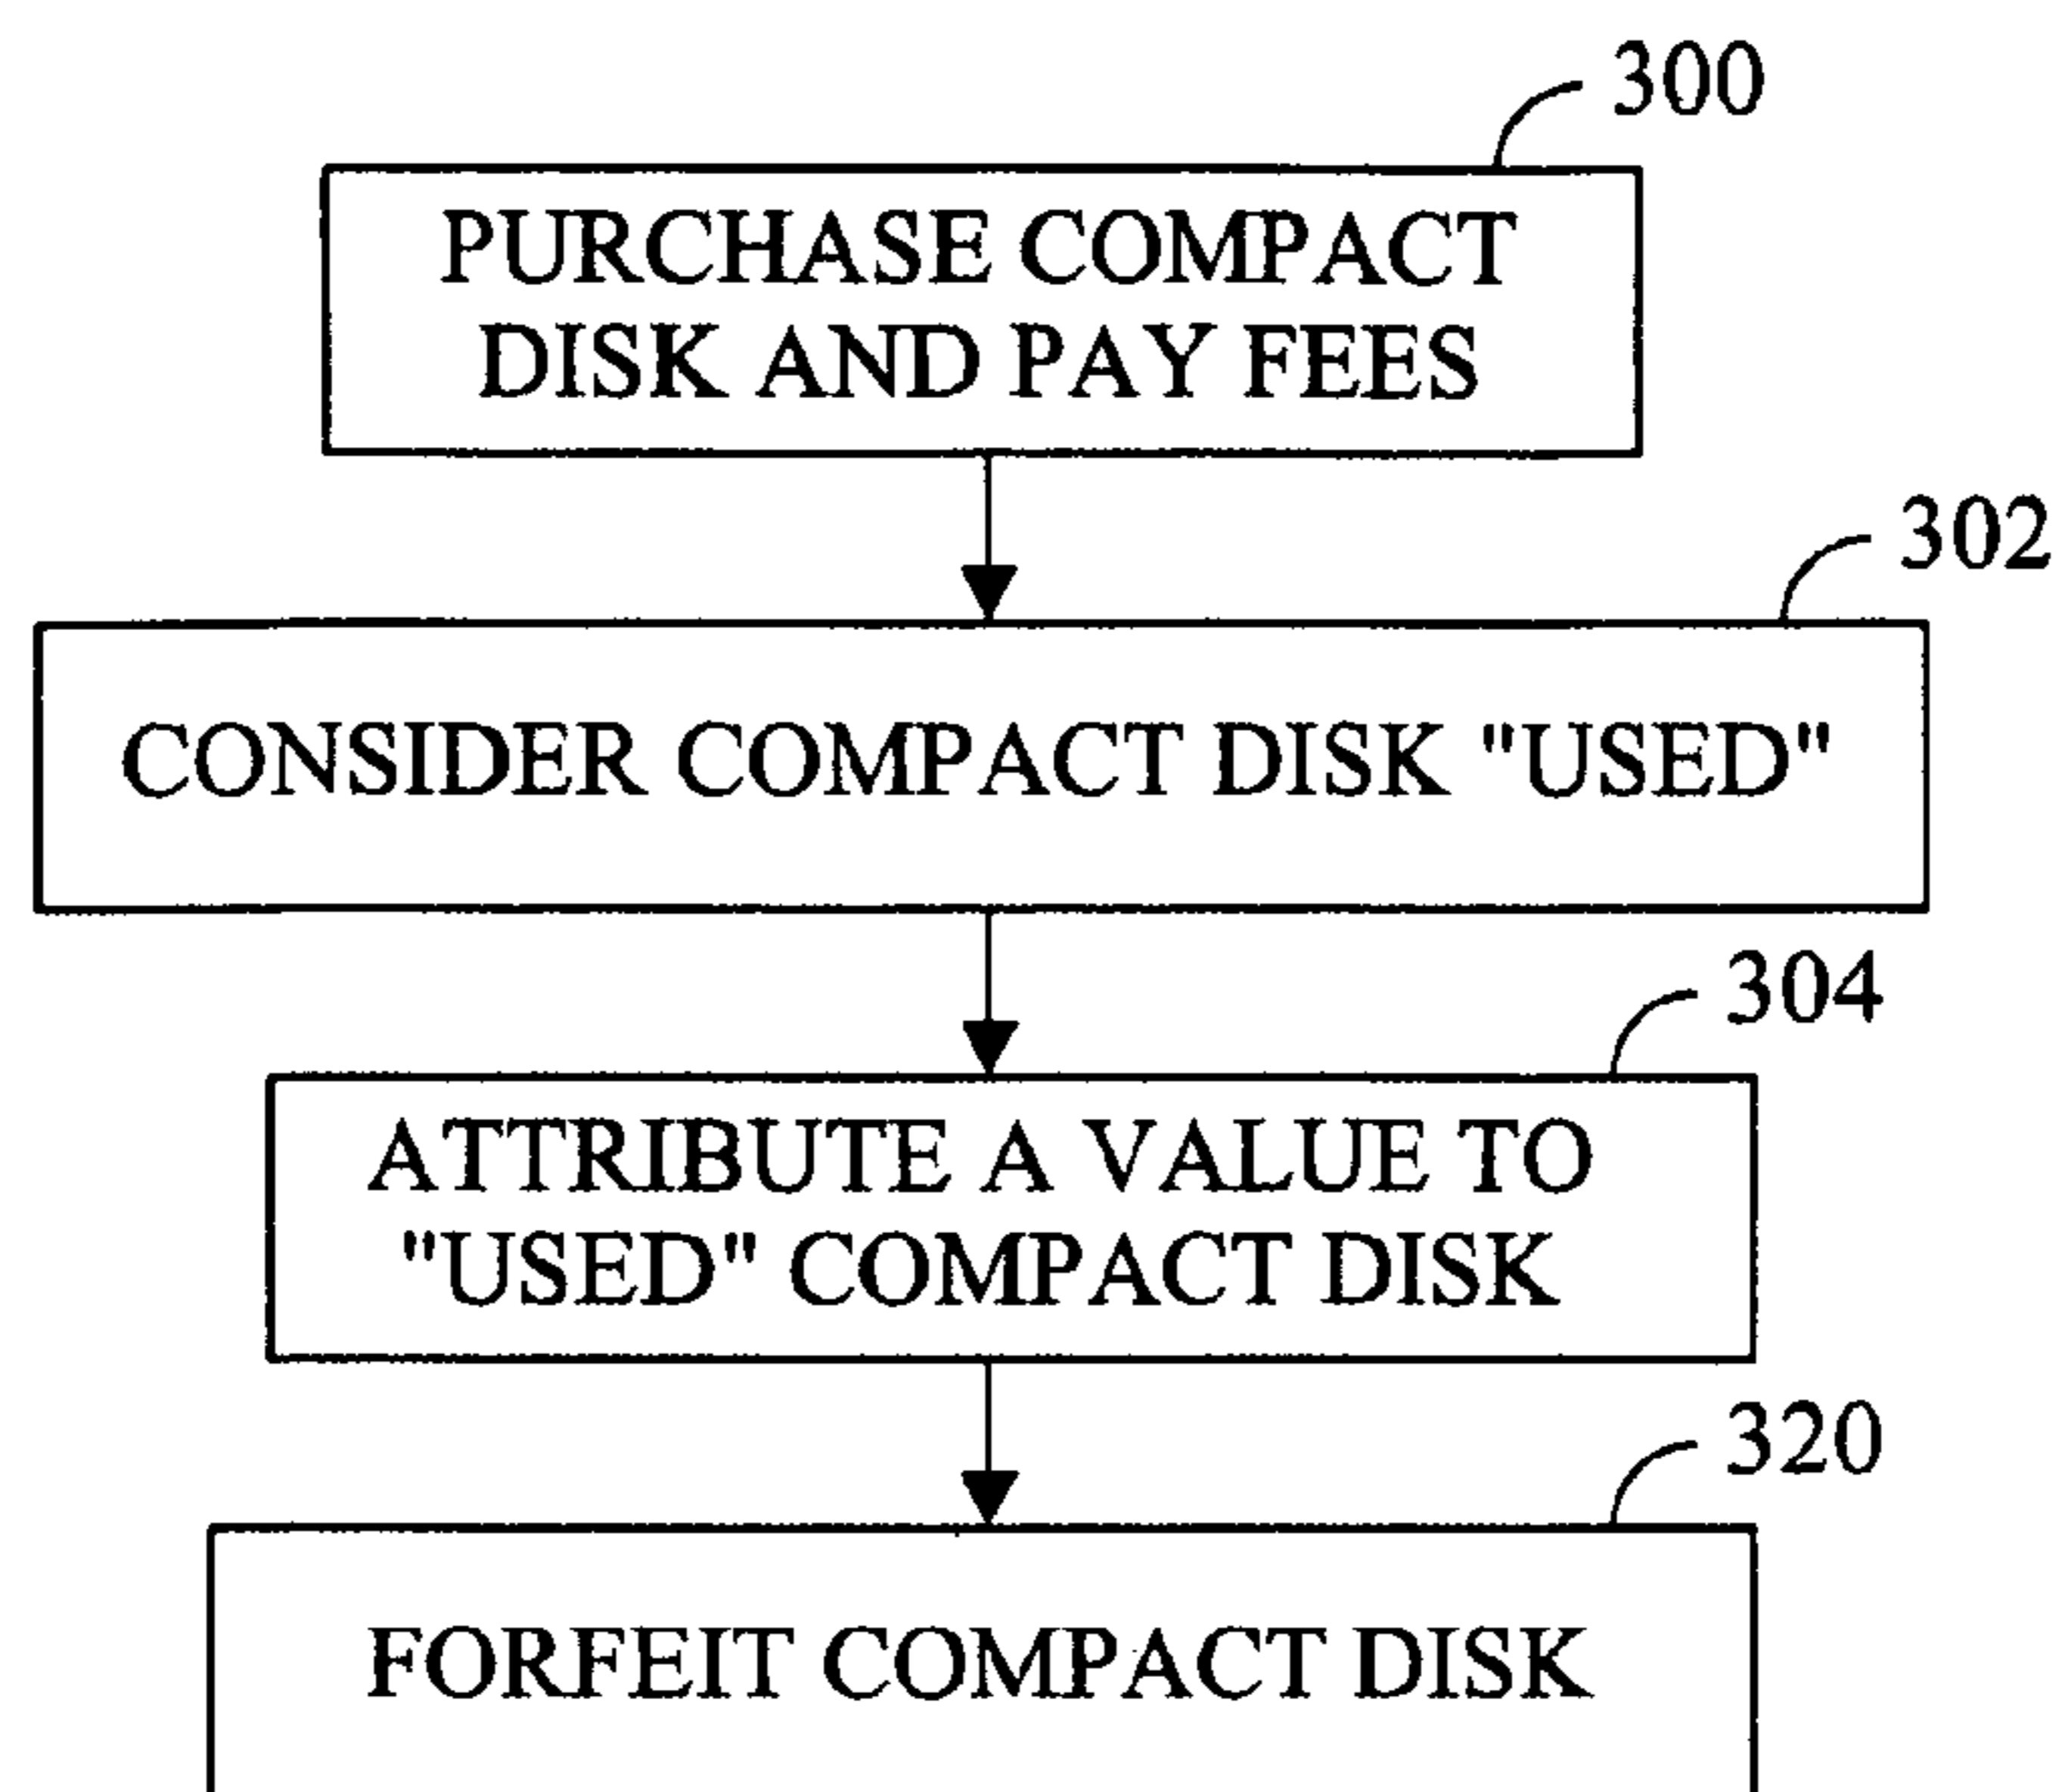 300
PURCHASE COMPACT
DISK AND PAY FEES
302
CONSIDER COMPACT DISK "USED"
304
ATTRIBUTE A VALUE TO
"USED" COMPACT DISK
320
FORFEIT COMPACT DISK